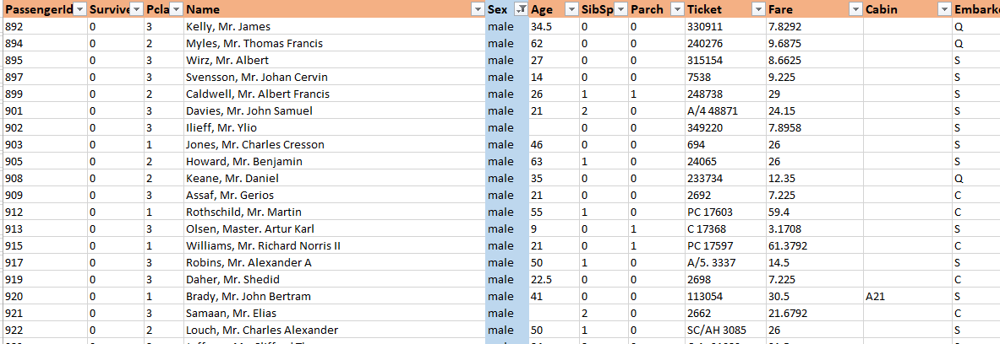 PassengerId Survive Pcla Name Sex Age SibSp Parch Ticket Fare Cabin Embarke
892 0 3 Kelly, Mr. James male 34.5 0 0 330911 7.8292 Q
894 0 2 Myles, Mr. Thomas Francis male 62 0 0 240276 9.6875 Q
895 0 3 Wirz, Mr. Albert male 27 0 0 315154 8.6625 S
897 0 3 Svensson, Mr. Johan Cervin male 14 0 0 7538 9.225 S
899 0 2 Caldwell, Mr. Albert Francis male 26 1 1 248738 29 S
901 0 3 Davies, Mr. John Samuel male 21 2 0 A/4 48871 24.15 S
902 0 3 Ilieff, Mr. Ylio male 0 0 349220 7.8958 S
903 0 1 Jones, Mr. Charles Cresson male 46 0 0 694 26 S
905 0 2 Howard, Mr. Benjamin male 63 1 0 24065 26 S
908 0 2 Keane, Mr. Daniel male 35 0 0 233734 12.35 Q
909 0 3 Assaf, Mr. Gerios male 21 0 0 2692 7.225 C
912 0 1 Rothschild, Mr. Martin male 55 1 0 PC 17603 59.4 C
913 0 3 Olsen, Master. Artur Karl male 9 0 1 C 17368 3.1708 S
915 0 1 Williams, Mr. Richard Norris II male 21 0 1 PC 17597 61.3792 C
917 0 3 Robins, Mr. Alexander A male 50 1 0 A/5. 3337 14.5 S
919 0 3 Daher, Mr. Shedid male 22.5 0 0 2698 7.225 C
920 0 1 Brady, Mr. John Bertram male 41 0 0 113054 30.5 A21 S
921 0 3 Samaan, Mr. Elias male 2 0 2662 21.6792 C
922 0 2 Louch, Mr. Charles Alexander male 50 1 0 SC/AH 3085 26 S